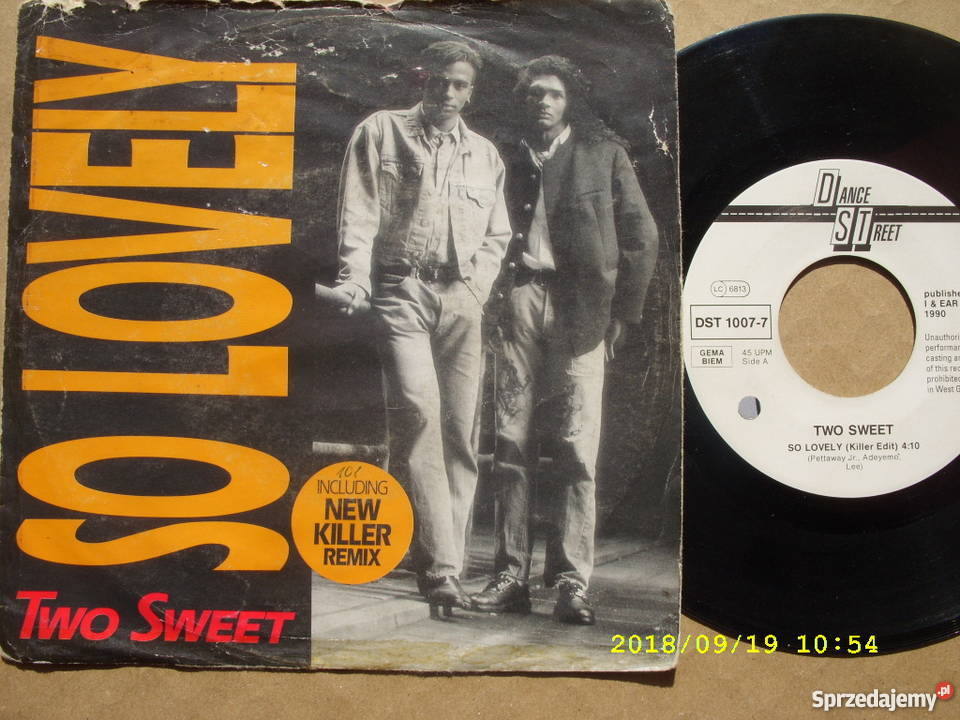 SO LOVELY
TWO SWEET
101
INCLUDING
NEW
KILLER
REMIX
DANCE
STREET
LC 6813
DST 1007-7
GEMA
BIEM
45 UPM
Side A
published
I & EAR
1990
Unauthori
performan
casting a
of this rec
prohibited
in West G
TWO SWEET
SO LOVELY (Killer Edit) 4:10
(Pettaway Jr., Adeyemo,
Lee)
2018/09/19 10:54
Sprzedajemy.pl